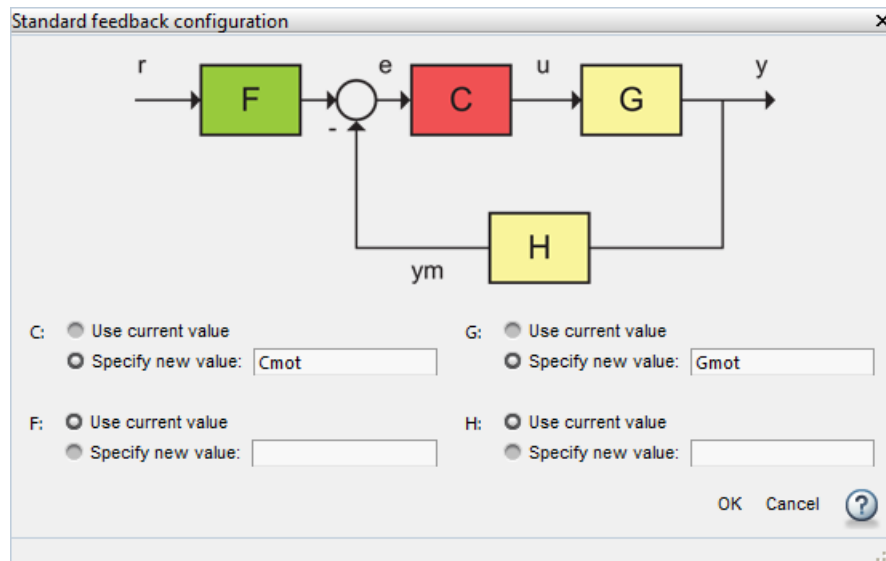 Standard feedback configuration ×
r e u y
F C G
-
H
ym
C: Use current value G: Use current value
Specify new value: Cmot Specify new value: Gmot
F: Use current value H: Use current value
Specify new value: Specify new value:
OK Cancel ?